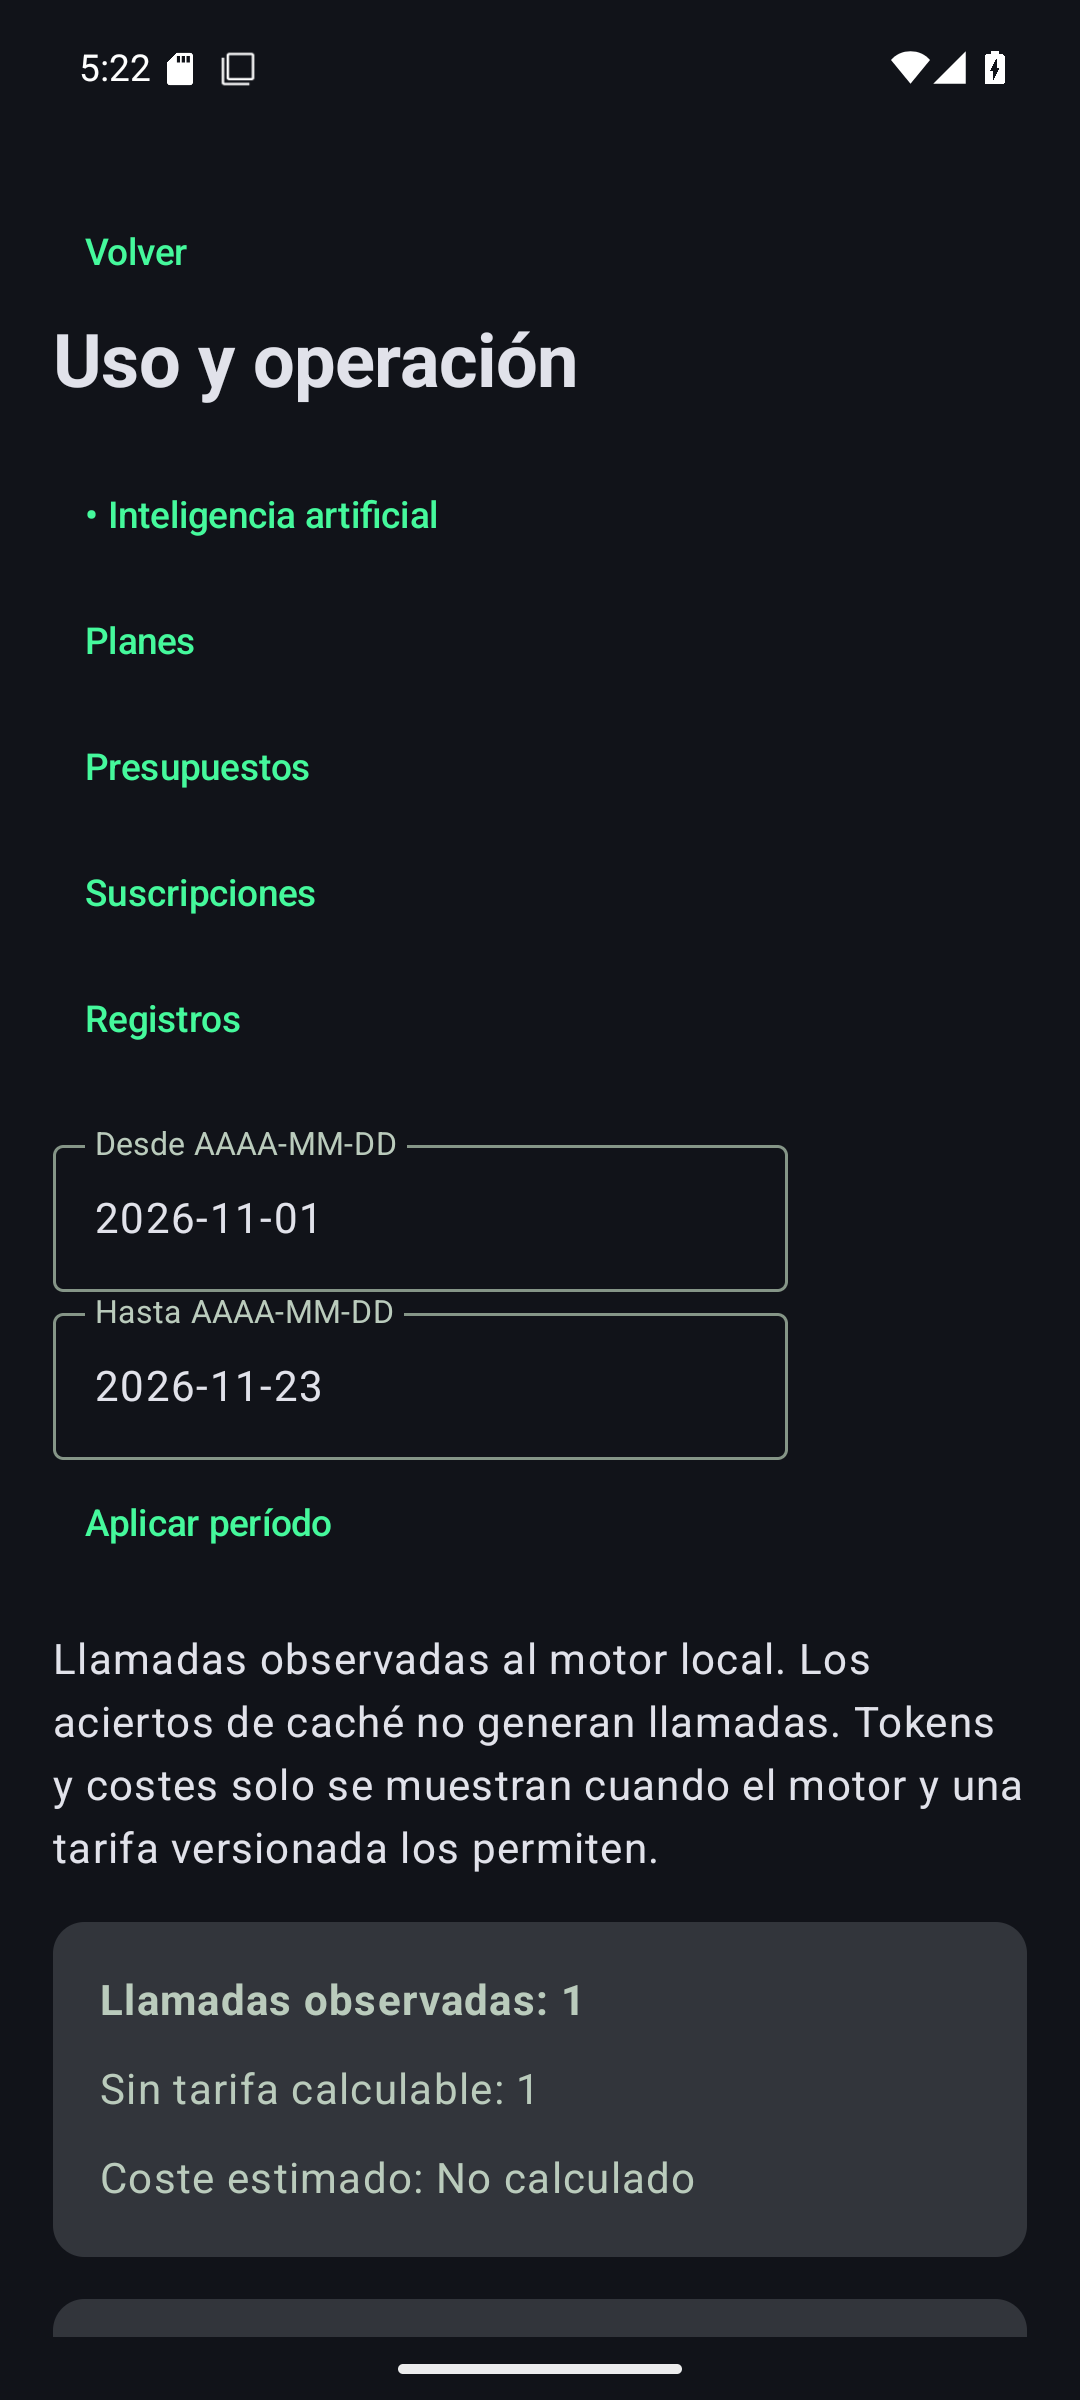 5:22
Volver
Uso y operación
• Inteligencia artificial
Planes
Presupuestos
Suscripciones
Registros
Desde AAAA-MM-DD
2026-11-01
Hasta AAAA-MM-DD
2026-11-23
Aplicar período
Llamadas observadas al motor local. Los
aciertos de caché no generan llamadas. Tokens
y costes solo se muestran cuando el motor y una
tarifa versionada los permiten.
Llamadas observadas: 1
Sin tarifa calculable: 1
Coste estimado: No calculado